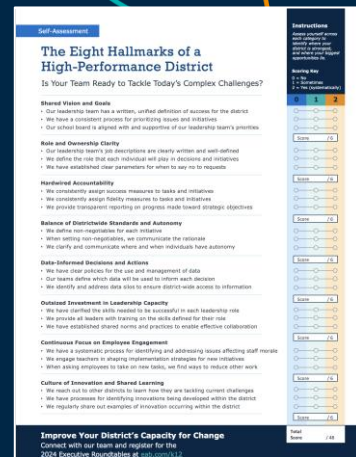 Self-Assessment
The Eight Hallmarks of a
High-Performance District
Is Your Team Ready to Tackle Today's Complex Challenges?
Shared Vision and Goals
• Our leadership team has a written, unified definition of success for the district
• We have a consistent process for prioritizing issues and initiatives
• Our school board is aligned with and supportive of our leadership team's priorities
Role and Ownership Clarity
• Our leadership team's job descriptions are clearly written and well-defined
• We define the role that each individual will play in decisions and initiatives
• We have established clear parameters for when to say no to requests
Hardwired Accountability
• We consistently assign success measures to tasks and initiatives
• We consistently assign fidelity measures to tasks and initiatives
• We provide transparent reporting on progress made toward strategic objectives
Balance of Districtwide Standards and Autonomy
• We define non-negotiables for each initiative
• When setting non-negotiables, we communicate the rationale
• We clarify and communicate where and when individuals have autonomy
Data-Informed Decisions and Actions
• We have clear policies for the use and management of data
• Our teams define which data will be used to inform each decision
• We identify and address data silos to ensure district-wide access to information
Outsized Investment in Leadership Capacity
• We have clarified the skills needed to be successful in each leadership role
• We provide all leaders with training on the skills defined for their role
• We have established shared norms and practices to enable effective collaboration
Continuous Focus on Employee Engagement
• We have a systematic process for identifying and addressing issues affecting staff morale
• We engage teachers in shaping implementation strategies for new initiatives
• When asking employees to take on new tasks, we find ways to reduce other work
Culture of Innovation and Shared Learning
• We reach out to other districts to learn how they are tackling current challenges
• We have processes for identifying innovations being developed within the district
• We regularly share out examples of innovation occurring within the district
Improve Your District's Capacity for Change
Connect with our team and register for the
2024 Executive Roundtables at eab.com/k12
Instructions
Assess yourself across
each category to
identify where your
district is strongest,
and where your biggest
opportunities lie.
Scoring Key
0 = No
1 = Sometimes
2 = Yes (systematically)
0 1 2
Score /6
Score /6
Score /6
Score /6
Score /6
Score /6
Score /6
Score /6
Total
Score /48